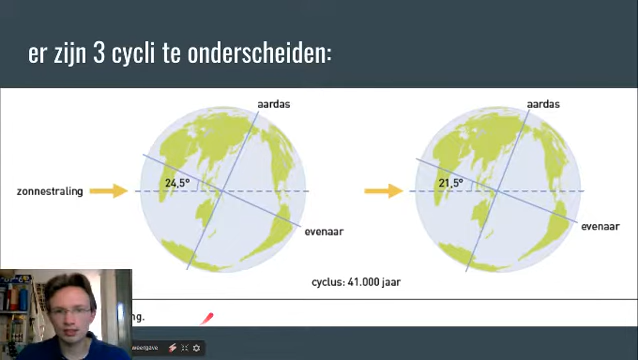 er zijn 3 cycli te onderscheiden:
aardas
aardas
zonnestraling
24,5°
21,5°
evenaar
evenaar
cyclus: 41.000 jaar
ng.
weergave